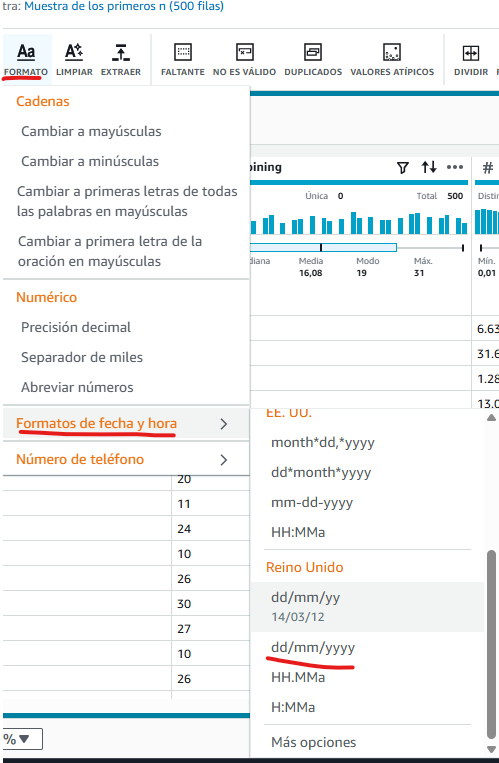 tra: Muestra de los primeros n (500 filas)
FORMATO LIMPIAR EXTRAER FALTANTE NO ES VÁLIDO DUPLICADOS VALORES ATÍPICOS DIVIDIR
Cadenas
Cambiar a mayúsculas
Cambiar a minúsculas
Cambiar a primeras letras de todas
las palabras en mayúsculas
Cambiar a primera letra de la
oración en mayúsculas
Numérico
Precisión decimal
Separador de miles
Abreviar números
Formatos de fecha y hora
Número de teléfono
ining #
Única 0 Total 500 Distin
diana Media Modo Máx. Mín.
16,08 19 31 0,01
6.63
31.6
1.28
13.0
EE. UU.
month*dd,*yyyy
dd*month*yyyy
mm-dd-yyyy
HH:MMa
Reino Unido
dd/mm/yy
14/03/12
dd/mm/yyyy
HH.MMa
H:MMa
Más opciones
20
11
24
10
26
30
27
10
26
%